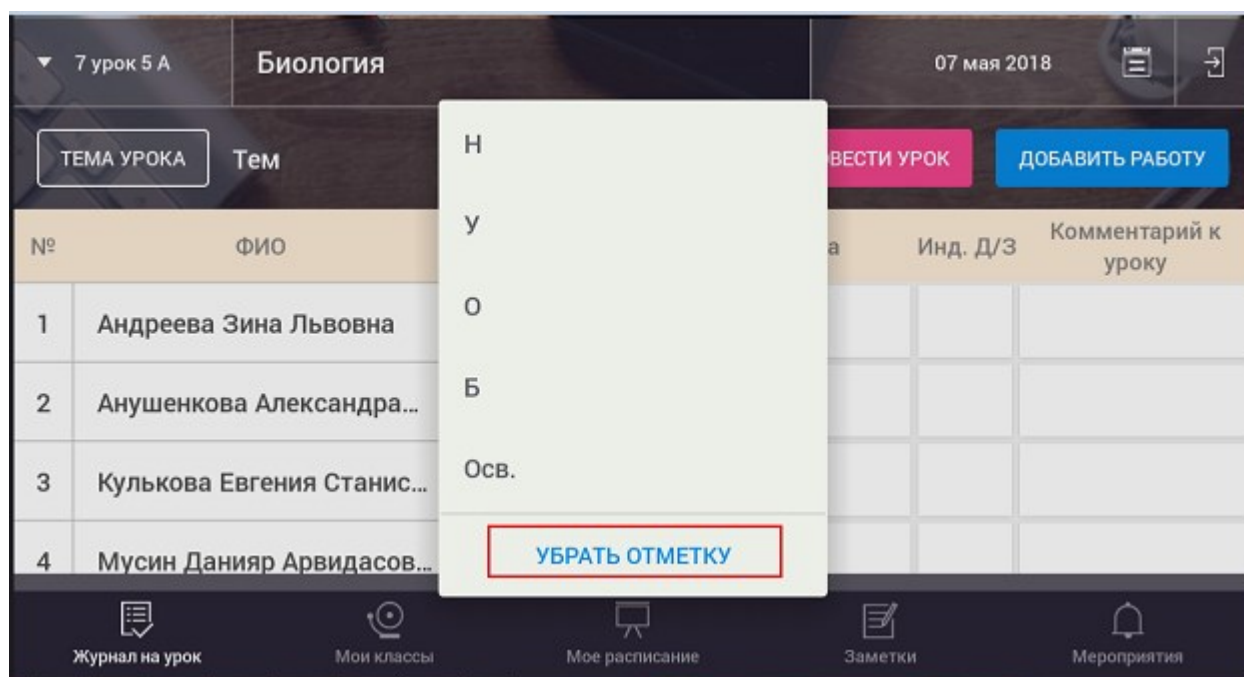 7 урок 5 А
Биология
07 мая 2018
ТЕМА УРОКА
Тем
ДОБАВИТЬ РАБОТУ
УРОК
№
ФИО
Инд. Д/З
Комментарий к
уроку
1 Андреева Зина Львовна
2 Анушенкова Александра...
3 Кулькова Евгения Станис...
4 Мусин Данияр Арвидасов...
Н
У
О
Б
Осв.
УБРАТЬ ОТМЕТКУ
Журнал на урок
Мои классы
Мое расписание
Заметки
Мероприятия